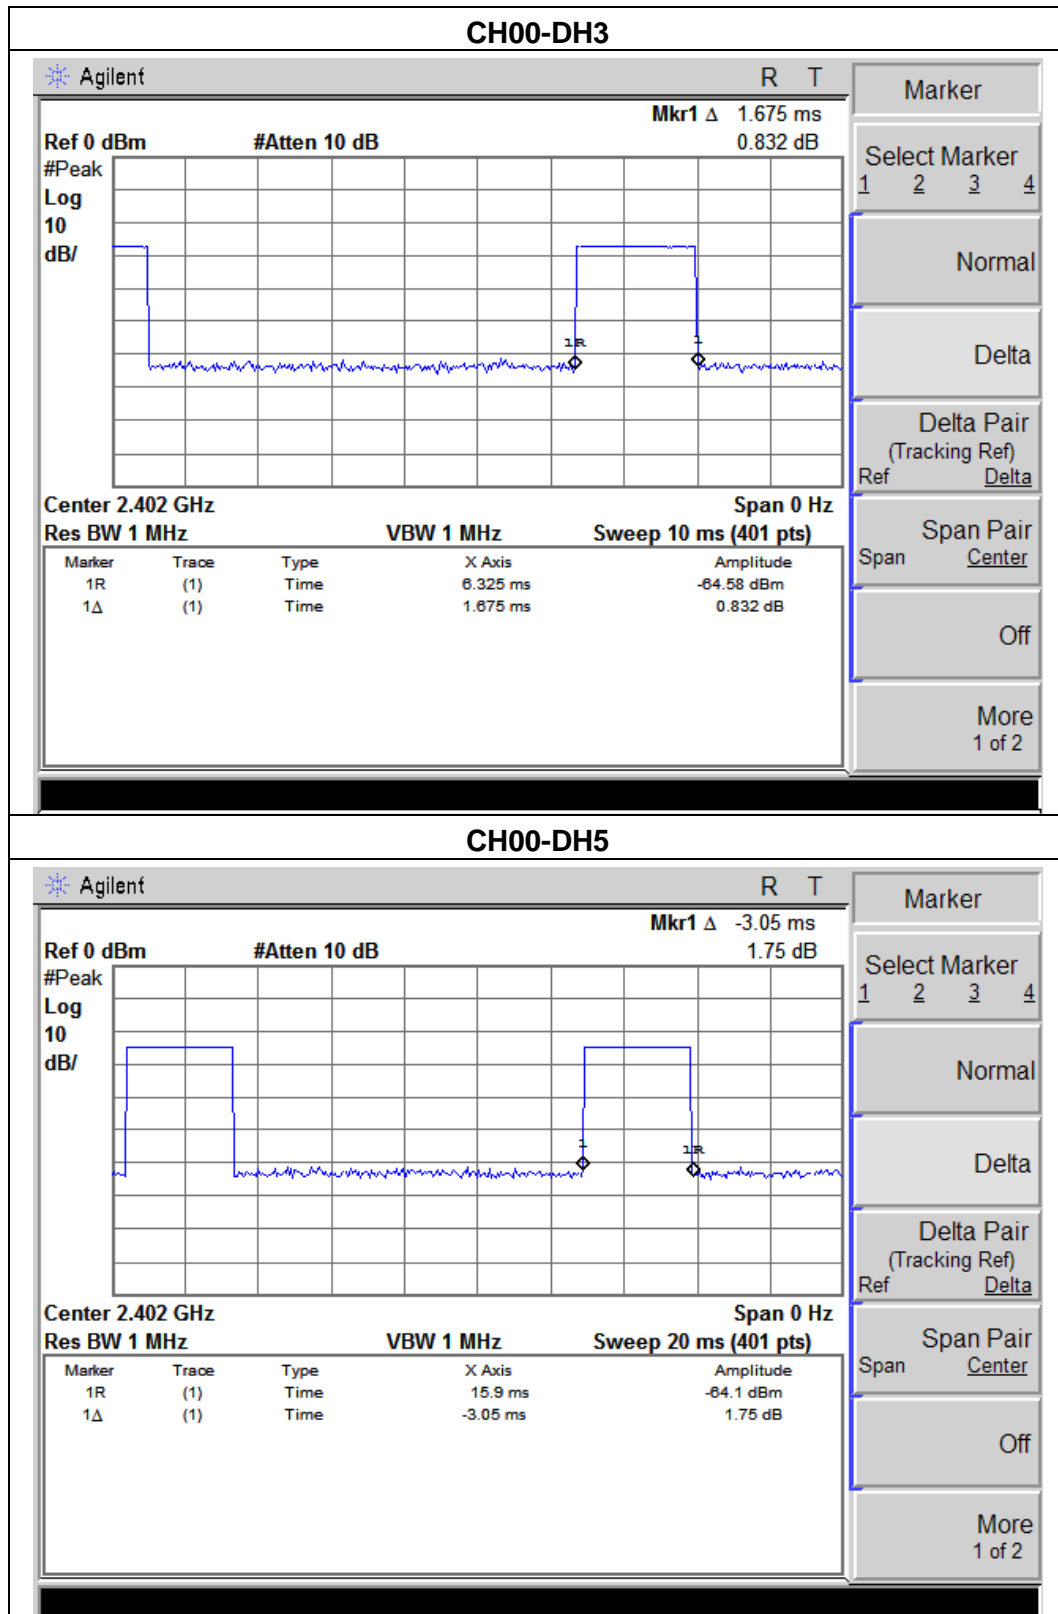 CH00-DH3
Agilent R T
Mkr1 Δ 1.675 ms
Ref 0 dBm #Atten 10 dB 0.832 dB
#Peak
Log
10
dB/
1R 1
Center 2.402 GHz Span 0 Hz
Res BW 1 MHz VBW 1 MHz Sweep 10 ms (401 pts)
Marker Trace Type X Axis Amplitude
1R (1) Time 6.325 ms -64.58 dBm
1Δ (1) Time 1.675 ms 0.832 dB
Marker
Select Marker
1 2 3 4
Normal
Delta
Delta Pair
(Tracking Ref)
Ref Delta
Span Pair
Span Center
Off
More
1 of 2
CH00-DH5
Agilent R T
Mkr1 Δ -3.05 ms
Ref 0 dBm #Atten 10 dB 1.75 dB
#Peak
Log
10
dB/
1 1R
Center 2.402 GHz Span 0 Hz
Res BW 1 MHz VBW 1 MHz Sweep 20 ms (401 pts)
Marker Trace Type X Axis Amplitude
1R (1) Time 15.9 ms -64.1 dBm
1Δ (1) Time -3.05 ms 1.75 dB
Marker
Select Marker
1 2 3 4
Normal
Delta
Delta Pair
(Tracking Ref)
Ref Delta
Span Pair
Span Center
Off
More
1 of 2